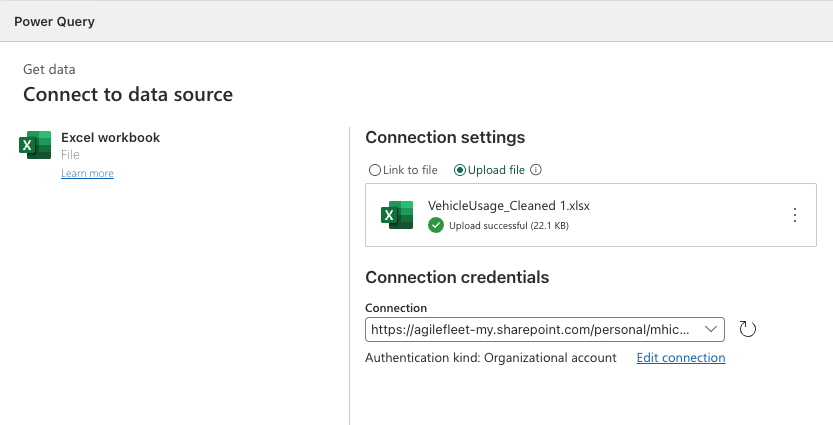 Power Query
Get data
Connect to data source
Excel workbook
File
Learn more
Connection settings
Link to file
Upload file
VehicleUsage_Cleaned 1.xlsx
Upload successful (22.1 KB)
Connection credentials
Connection
https://agilefleet-my.sharepoint.com/personal/mhic...
Authentication kind: Organizational account
Edit connection